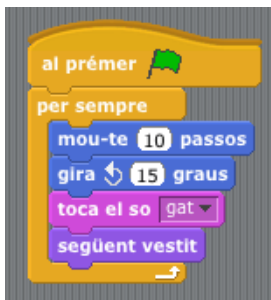 al prémer
per sempre
mou-te 10 passos
gira 15 graus
toca el so gat
següent vestit